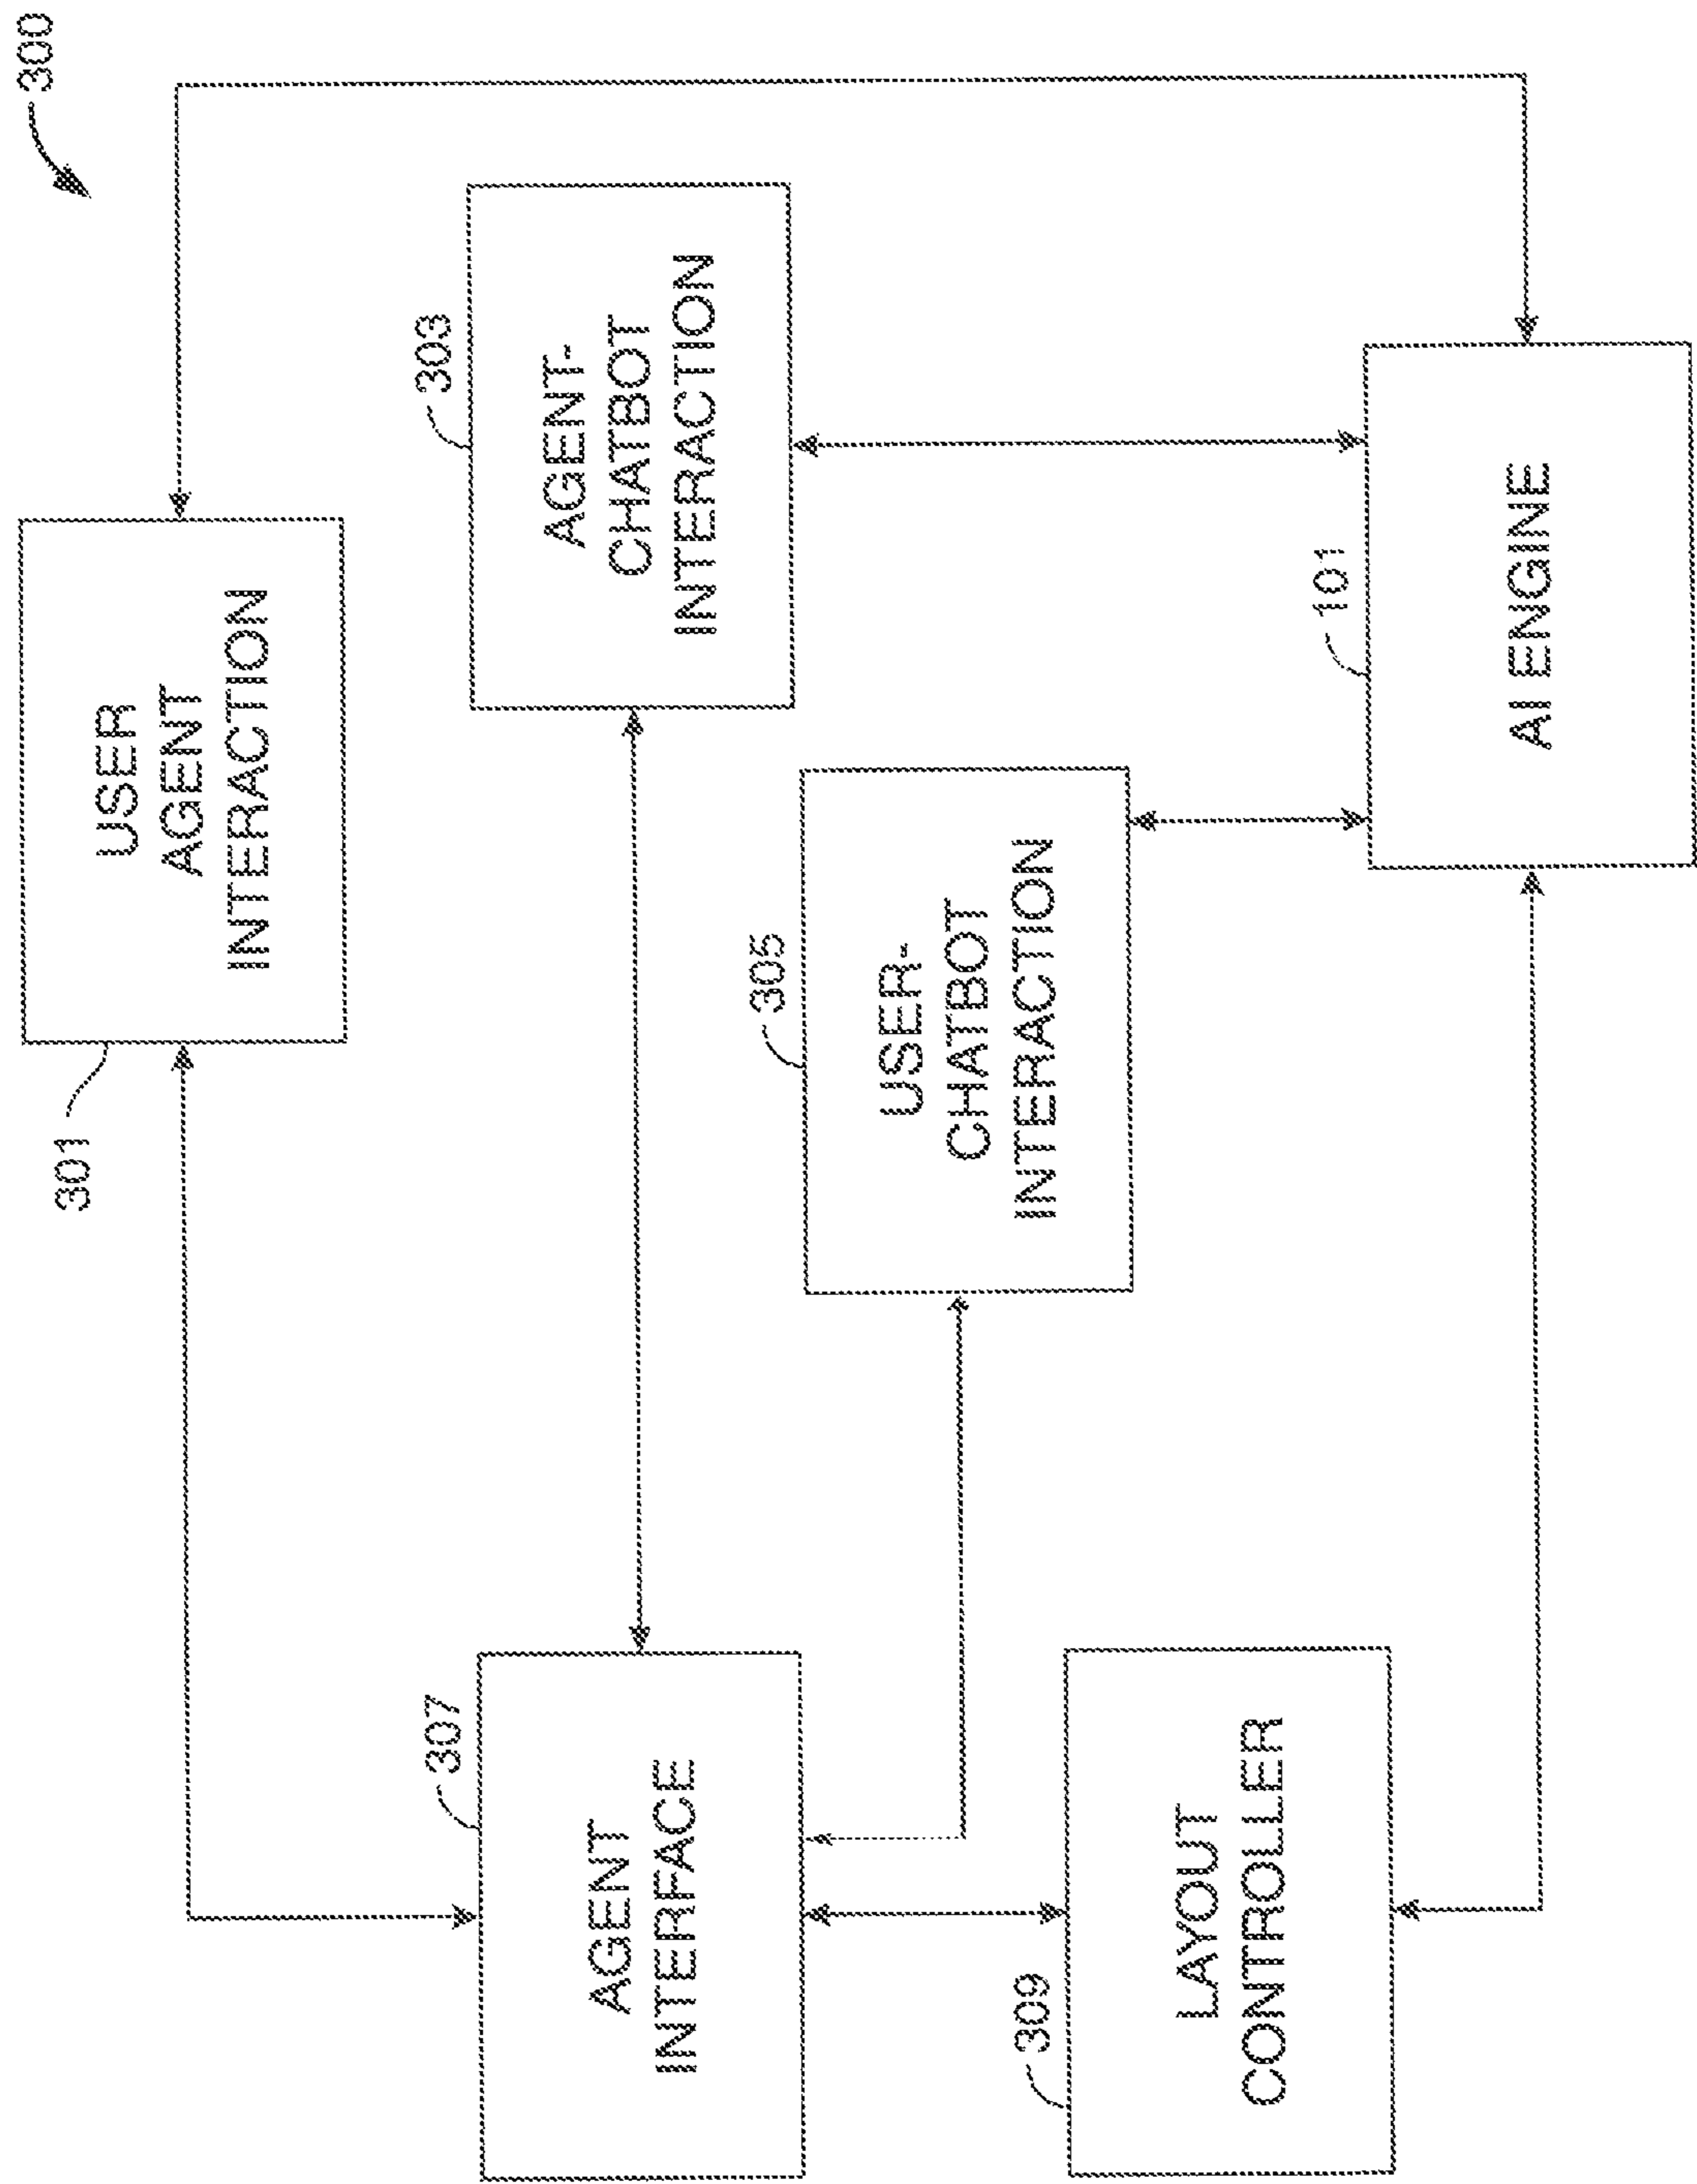 300
USER
AGENT
INTERACTION
301
AGENT-
CHATBOT
INTERACTION
303
307
AGENT
INTERFACE
USER-
CHATBOT
INTERACTION
305
309
LAYOUT
CONTROLLER
101
AI ENGINE